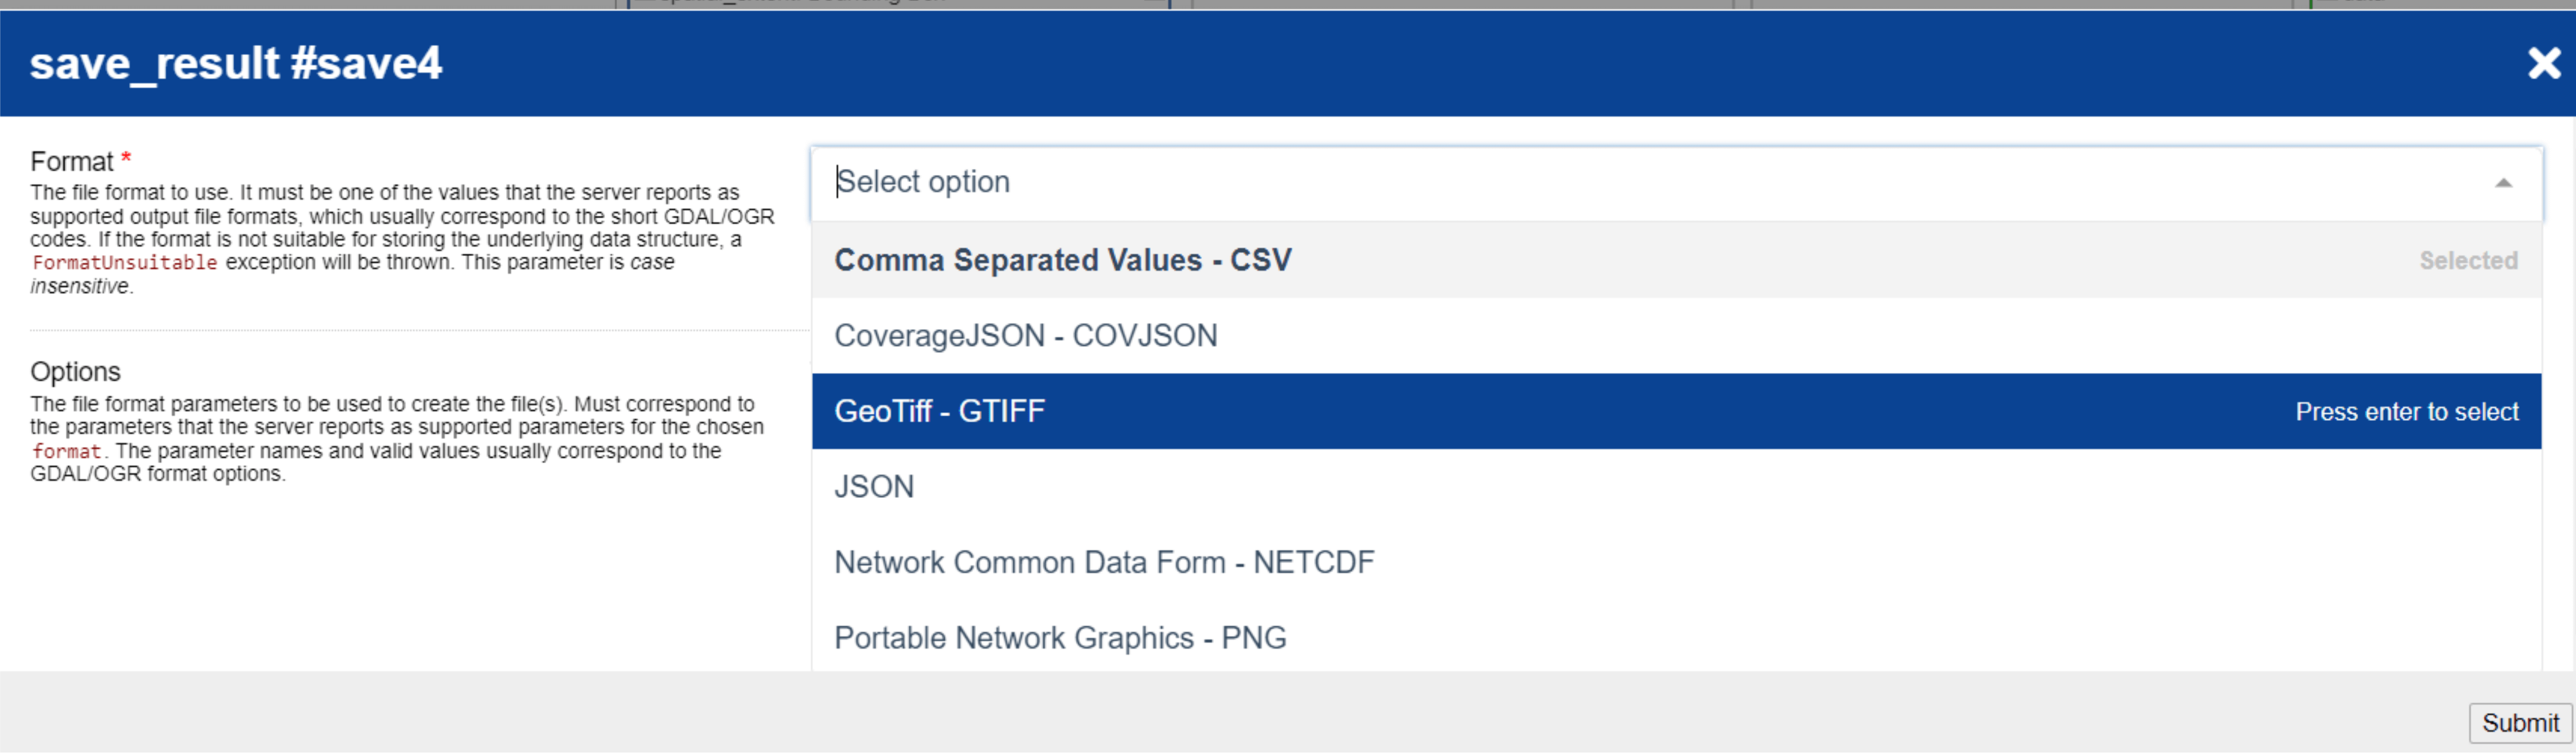 save_result #save4
Format *
The file format to use. It must be one of the values that the server reports as
supported output file formats, which usually correspond to the short GDAL/OGR
codes. If the format is not suitable for storing the underlying data structure, a
FormatUnsuitable exception will be thrown. This parameter is case
insensitive.
Options
The file format parameters to be used to create the file(s). Must correspond to
the parameters that the server reports as supported parameters for the chosen
format. The parameter names and valid values usually correspond to the
GDAL/OGR format options.
Select option
Comma Separated Values - CSV Selected
CoverageJSON - COVJSON
GeoTiff - GTIFF Press enter to select
JSON
Network Common Data Form - NETCDF
Portable Network Graphics - PNG
Submit